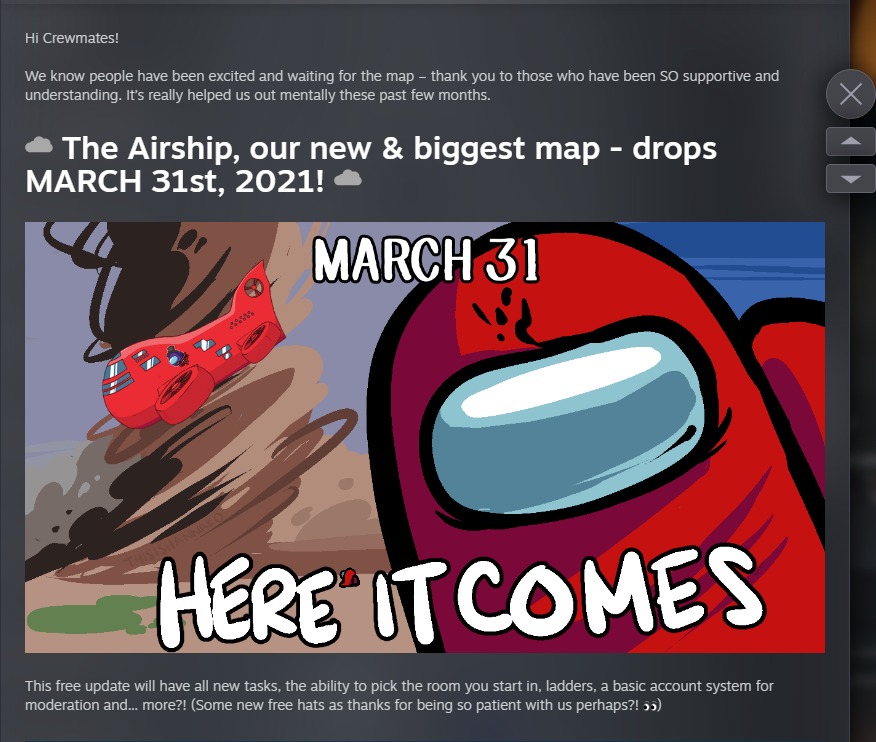 Hi Crewmates!
We know people have been excited and waiting for the map – thank you to those who have been SO supportive and
understanding. It's really helped us out mentally these past few months.
The Airship, our new & biggest map - drops
MARCH 31st, 2021!
MARCH 31
HERE IT COMES
This free update will have all new tasks, the ability to pick the room you start in, ladders, a basic account system for
moderation and... more?! (Some new free hats as thanks for being so patient with us perhaps?! 👀)